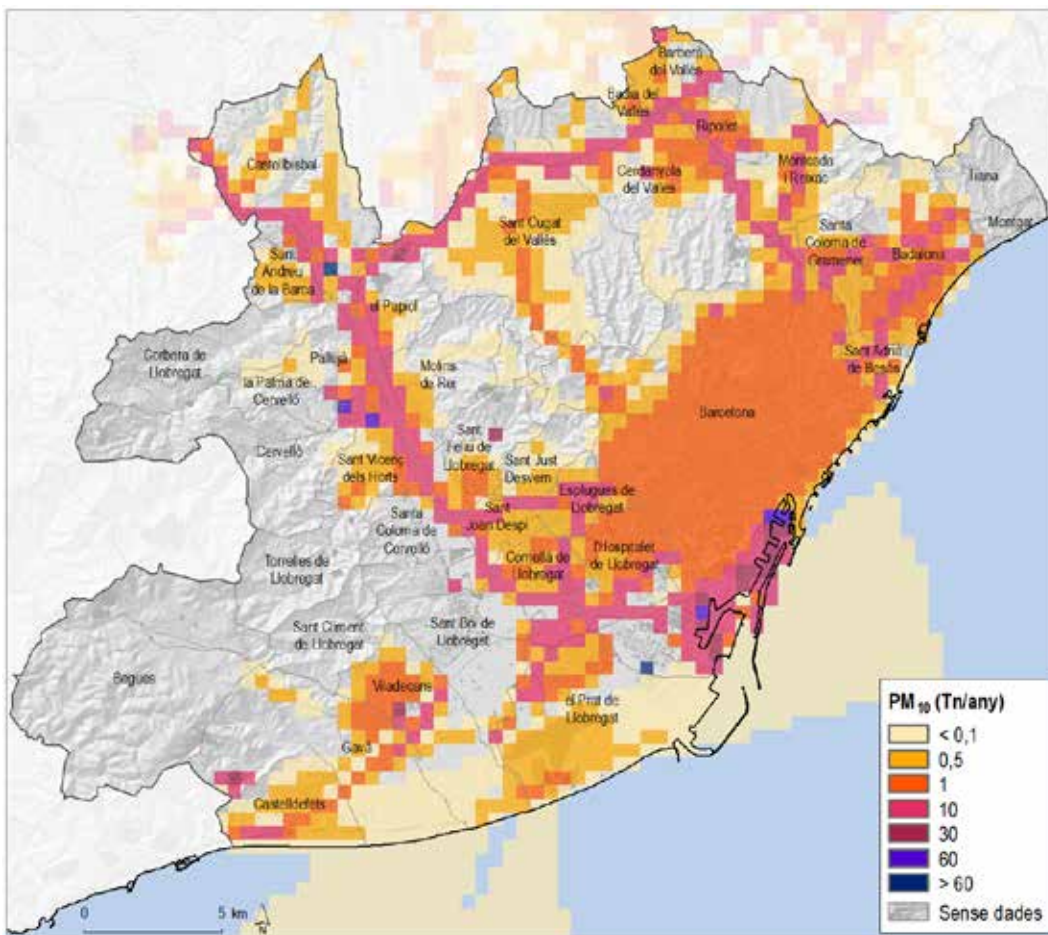 Barberà
del Vallès
Badia del
Vallès
Ripollet
Castellbisbal
Cerdanyola
del Vallès
Montcada
i Reixac
Tiana
Montgat
Sant Cugat
del Vallès
Santa
Coloma de
Gramenet
Badalona
Sant
Andreu
de la Barca
el Papiol
Corbera de
Llobregat
Pallejà
la Palma de
Cervelló
Molins
de Rei
Sant Adrià
de Besòs
Barcelona
Cervelló
Sant Vicenç
dels Horts
Sant
Feliu de
Llobregat
Sant Just
Desvern
Esplugues de
Llobregat
Sant
Joan Despí
Santa
Coloma de
Cervelló
Cornellà de
Llobregat
l'Hospitalet
de Llobregat
Torrelles de
Llobregat
Sant Climent
de Llobregat
Sant Boi de
Llobregat
Begues
Viladecans
el Prat de
Llobregat
Gavà
Castelldefels
PM10 (Tn/any)
< 0,1
0,5
1
10
30
60
> 60
Sense dades
0 5 km
N